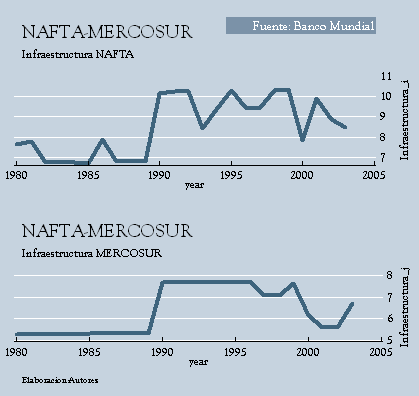 NAFTA-MERCOSUR
Fuente: Banco Mundial
Infraestructura NAFTA
11
10
9
8
7
Infraestructura_i
1980 1985 1990 1995 2000 2005
year
NAFTA-MERCOSUR
Infraestructura MERCOSUR
8
7
6
5
Infraestructura_j
1980 1985 1990 1995 2000 2005
year
Elaboracion:Autores